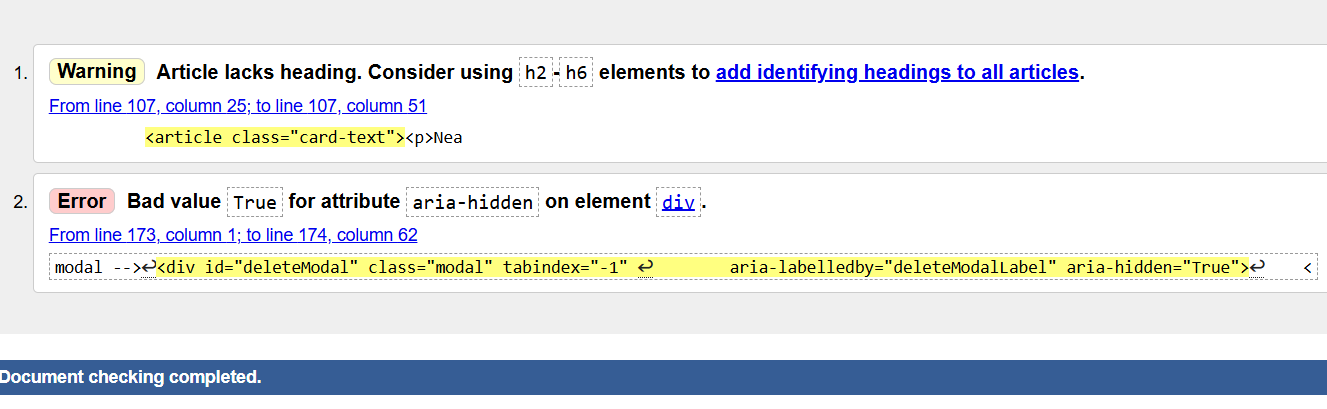 1. Warning Article lacks heading. Consider using h2-h6 elements to add identifying headings to all articles.
From line 107, column 25; to line 107, column 51
<article class="card-text"><p>Nea
2. Error Bad value True for attribute aria-hidden on element div.
From line 173, column 1; to line 174, column 62
modal -->↩<div id="deleteModal" class="modal" tabindex="-1" ↩ aria-labelledby="deleteModalLabel" aria-hidden="True">↩ <
Document checking completed.